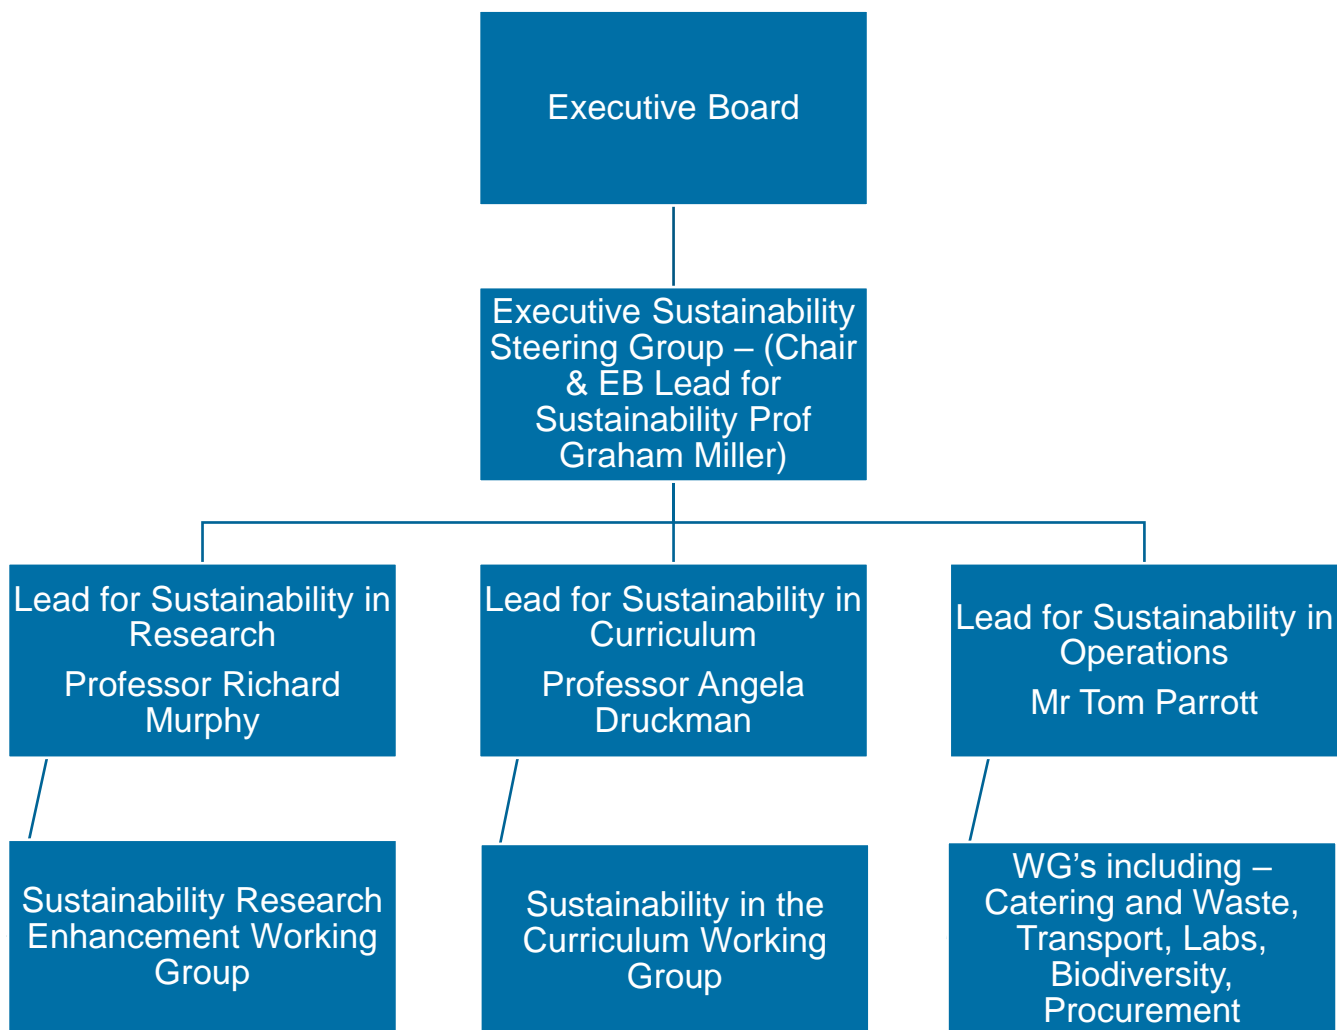 Executive Board
Executive Sustainability
Steering Group – (Chair
& EB Lead for
Sustainability Prof
Graham Miller)
Lead for Sustainability in
Research
Professor Richard
Murphy
Lead for Sustainability in
Curriculum
Professor Angela
Druckman
Lead for Sustainability in
Operations
Mr Tom Parrott
Sustainability Research
Enhancement Working
Group
Sustainability in the
Curriculum Working
Group
WG’s including –
Catering and Waste,
Transport, Labs,
Biodiversity,
Procurement